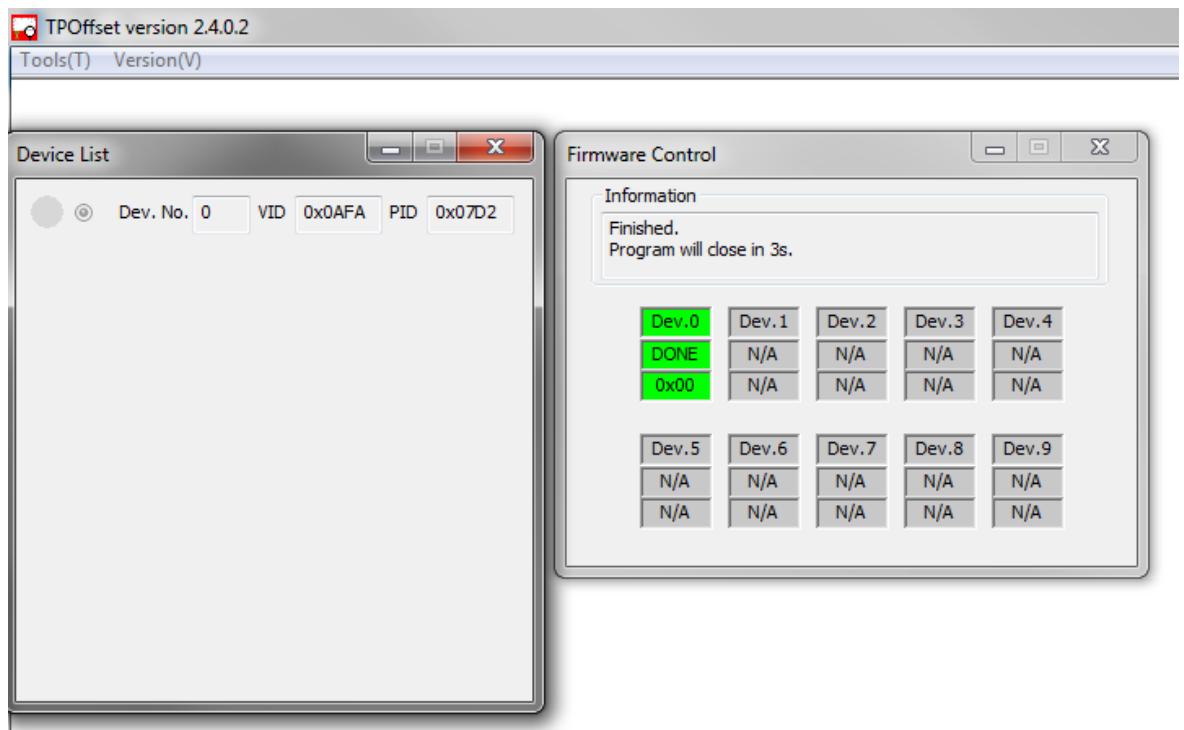 TPOffset version 2.4.0.2
Tools(T) Version(V)
Device List
Dev. No. 0 VID 0x0AFA PID 0x07D2
Firmware Control
Information
Finished.
Program will close in 3s.
Dev.0 Dev.1 Dev.2 Dev.3 Dev.4
DONE N/A N/A N/A N/A
0x00 N/A N/A N/A N/A
Dev.5 Dev.6 Dev.7 Dev.8 Dev.9
N/A N/A N/A N/A N/A
N/A N/A N/A N/A N/A